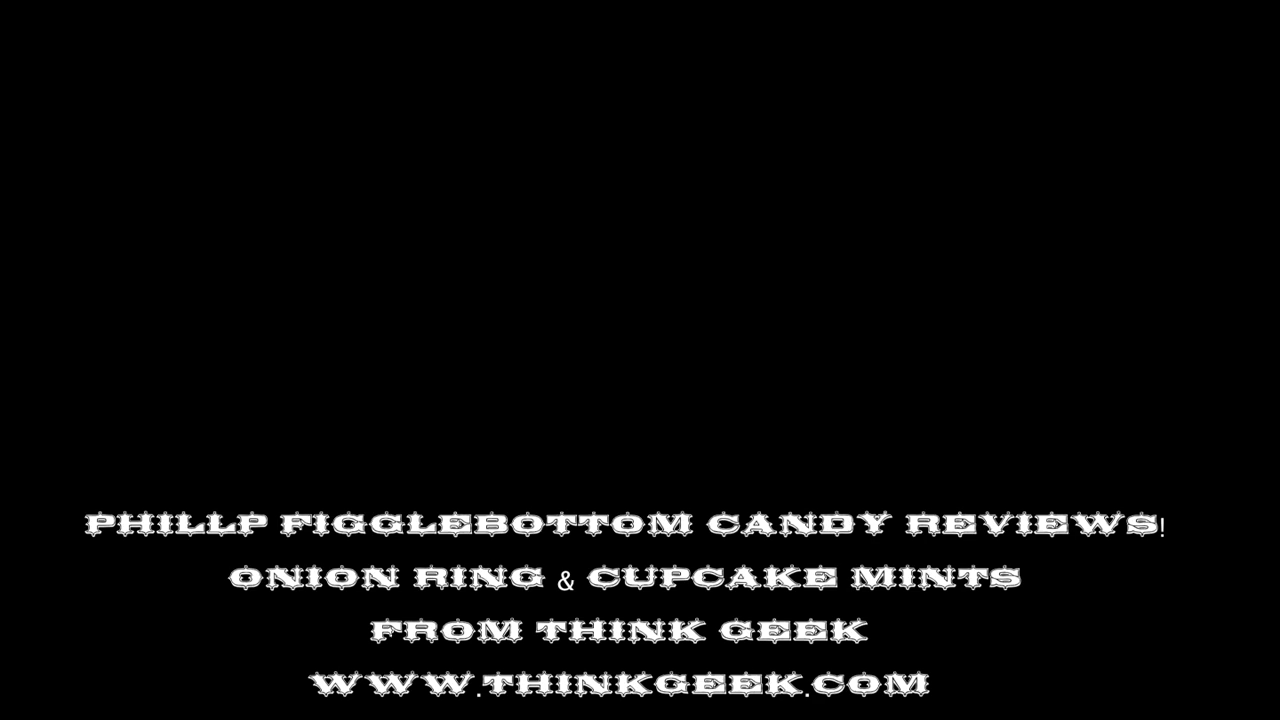 PHILLP FIGGLEBOTTOM CANDY REVIEWS!
ONION RING & CUPCAKE MINTS
FROM THINK GEEK
WWW.THINKGEEK.COM